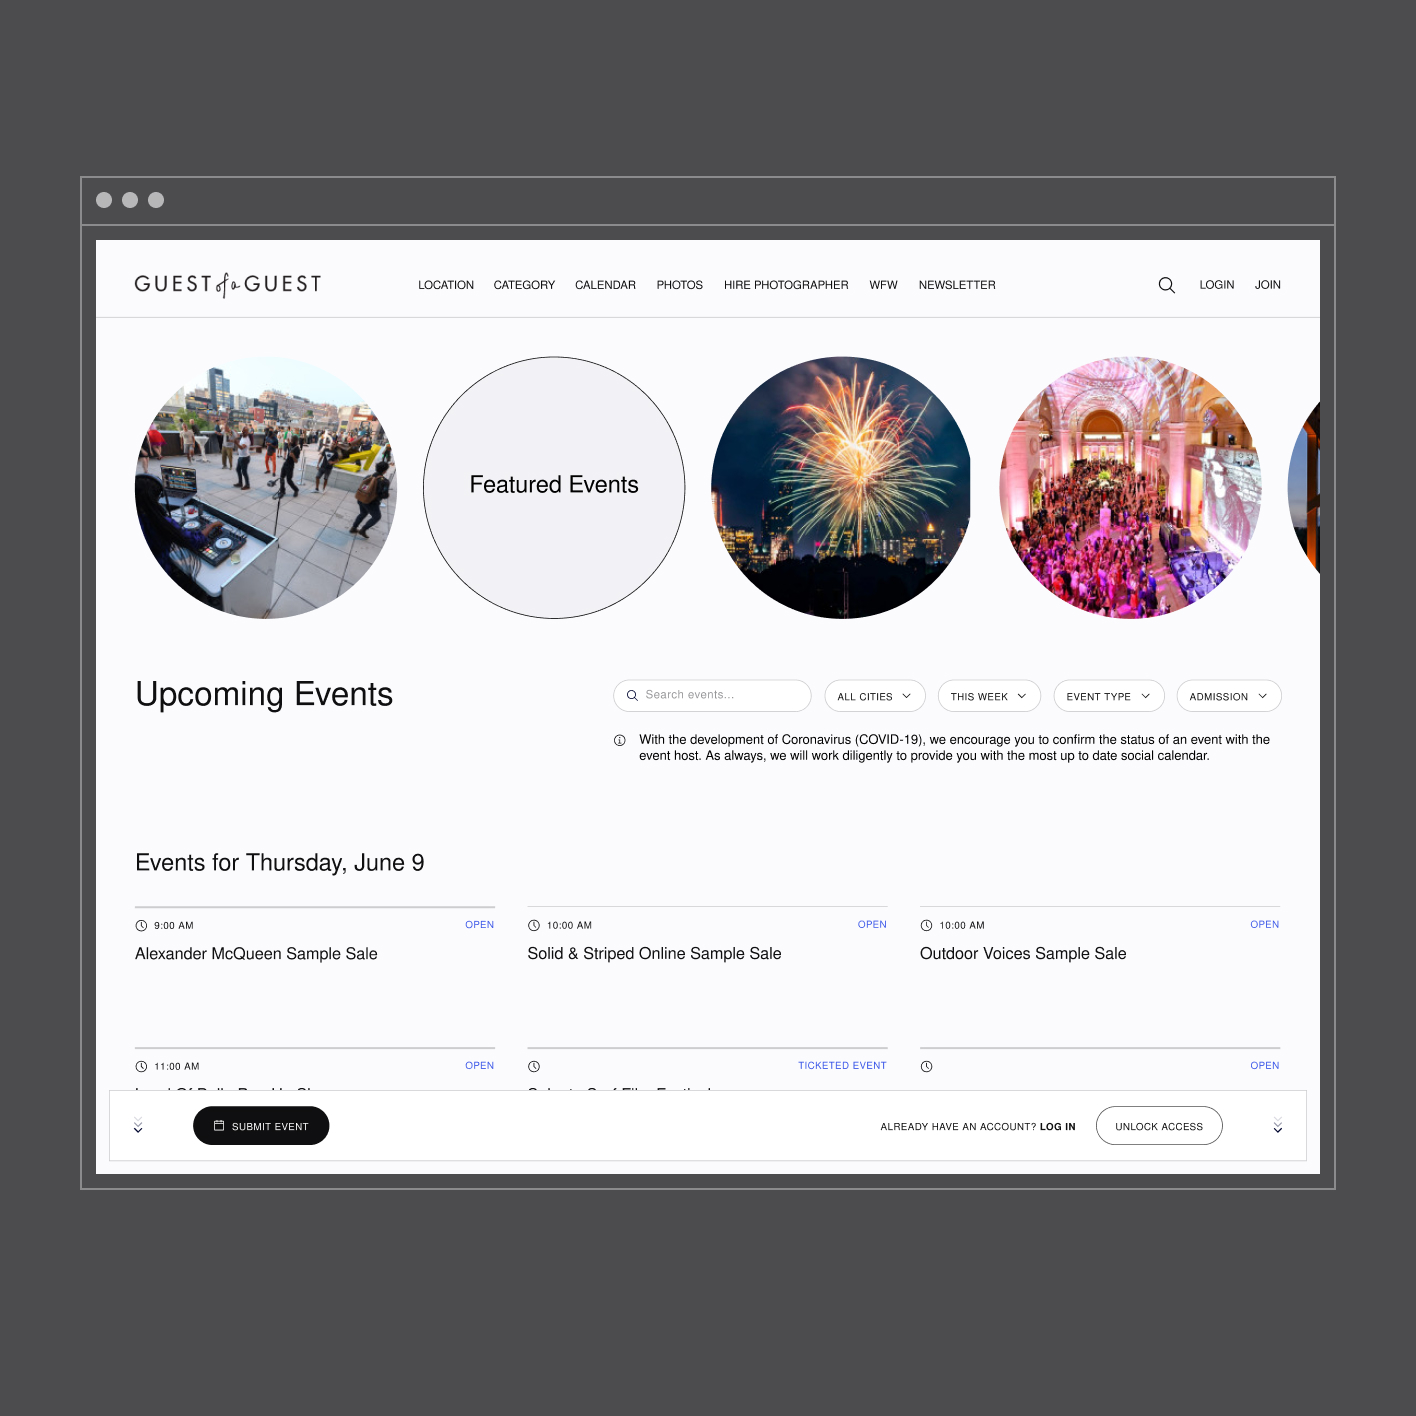 GUEST of a GUEST
LOCATION CATEGORY CALENDAR PHOTOS HIRE PHOTOGRAPHER WFW NEWSLETTER
LOGIN JOIN
Featured Events
Upcoming Events
Search events...
ALL CITIES THIS WEEK EVENT TYPE ADMISSION
With the development of Coronavirus (COVID-19), we encourage you to confirm the status of an event with the
event host. As always, we will work diligently to provide you with the most up to date social calendar.
Events for Thursday, June 9
9:00 AM OPEN
Alexander McQueen Sample Sale
10:00 AM OPEN
Solid & Striped Online Sample Sale
10:00 AM OPEN
Outdoor Voices Sample Sale
11:00 AM OPEN
TICKETED EVENT
OPEN
SUBMIT EVENT
ALREADY HAVE AN ACCOUNT? LOG IN
UNLOCK ACCESS